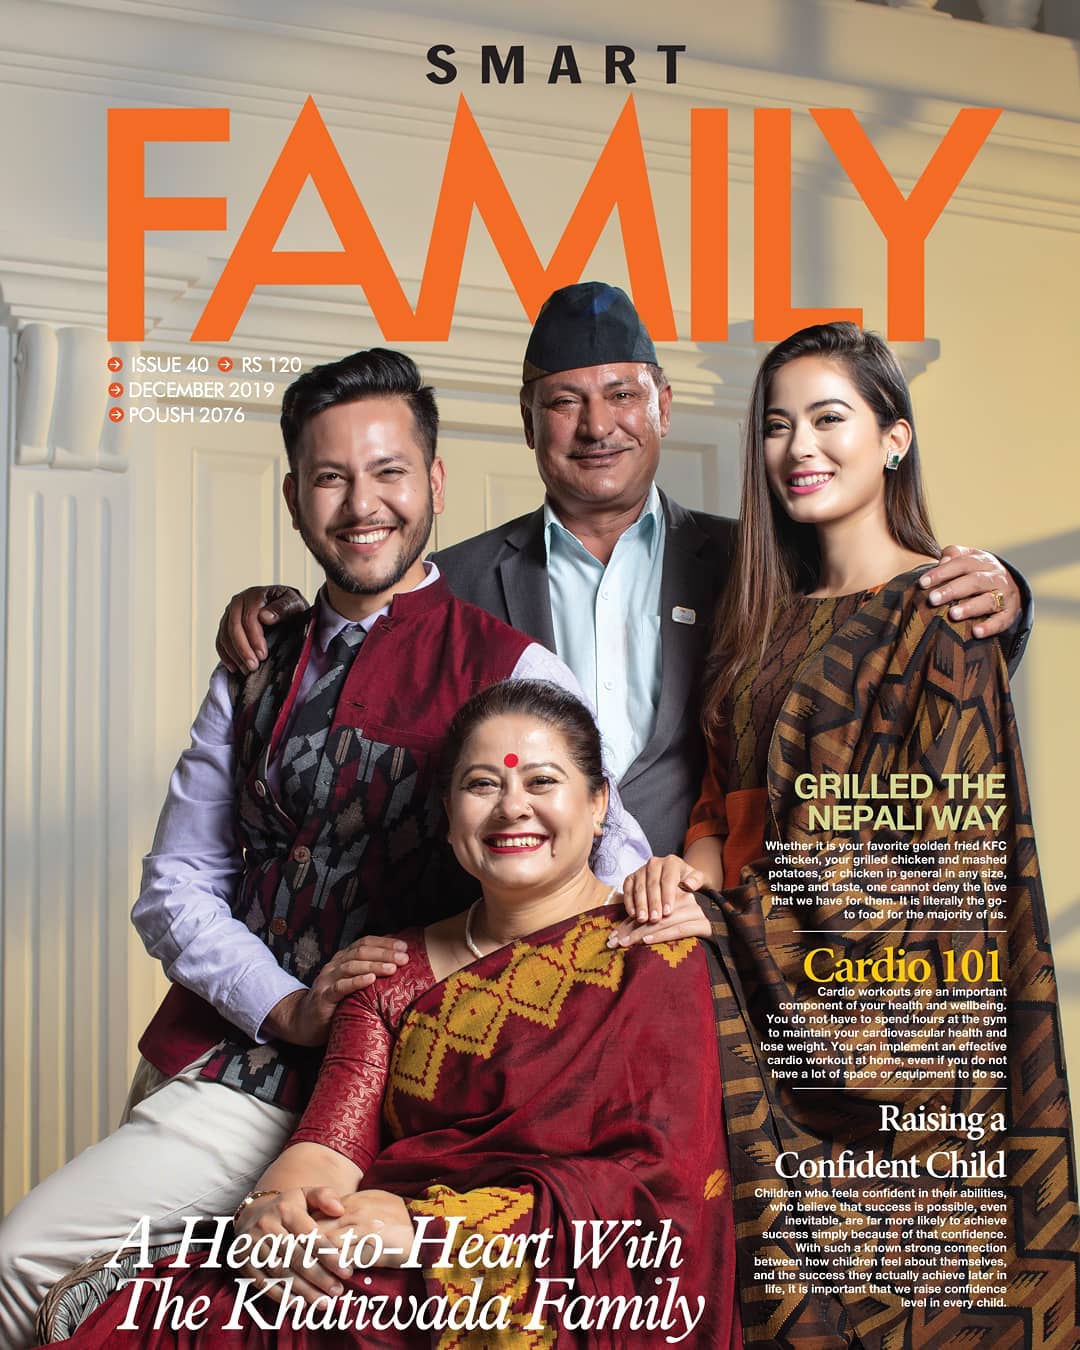 SMART
FAMILY
ISSUE 40 RS 120
DECEMBER 2019
POUSH 2076
GRILLED THE
NEPALI WAY
Whether it is your favorite golden fried KFC
chicken, your grilled chicken and mashed
potatoes, or chicken in general in any size,
shape and taste, one cannot deny the love
that we have for them. It is literally the go-
to food for the majority of us.
Cardio 101
Cardio workouts are an important
component of your health and wellbeing.
You do not have to spend hours at the gym
to maintain your cardiovascular health and
lose weight. You can implement an effective
cardio workout at home, even if you do not
have a lot of space or equipment to do so.
Raising a
Confident Child
Children who feela confident in their abilities,
who believe that success is possible, even
inevitable, are far more likely to achieve
success simply because of that confidence.
With such a known strong connection
between how children feel about themselves,
and the success they actually achieve later in
life, it is important that we raise confidence
level in every child.
A Heart-to-Heart With
The Khatiwada Family